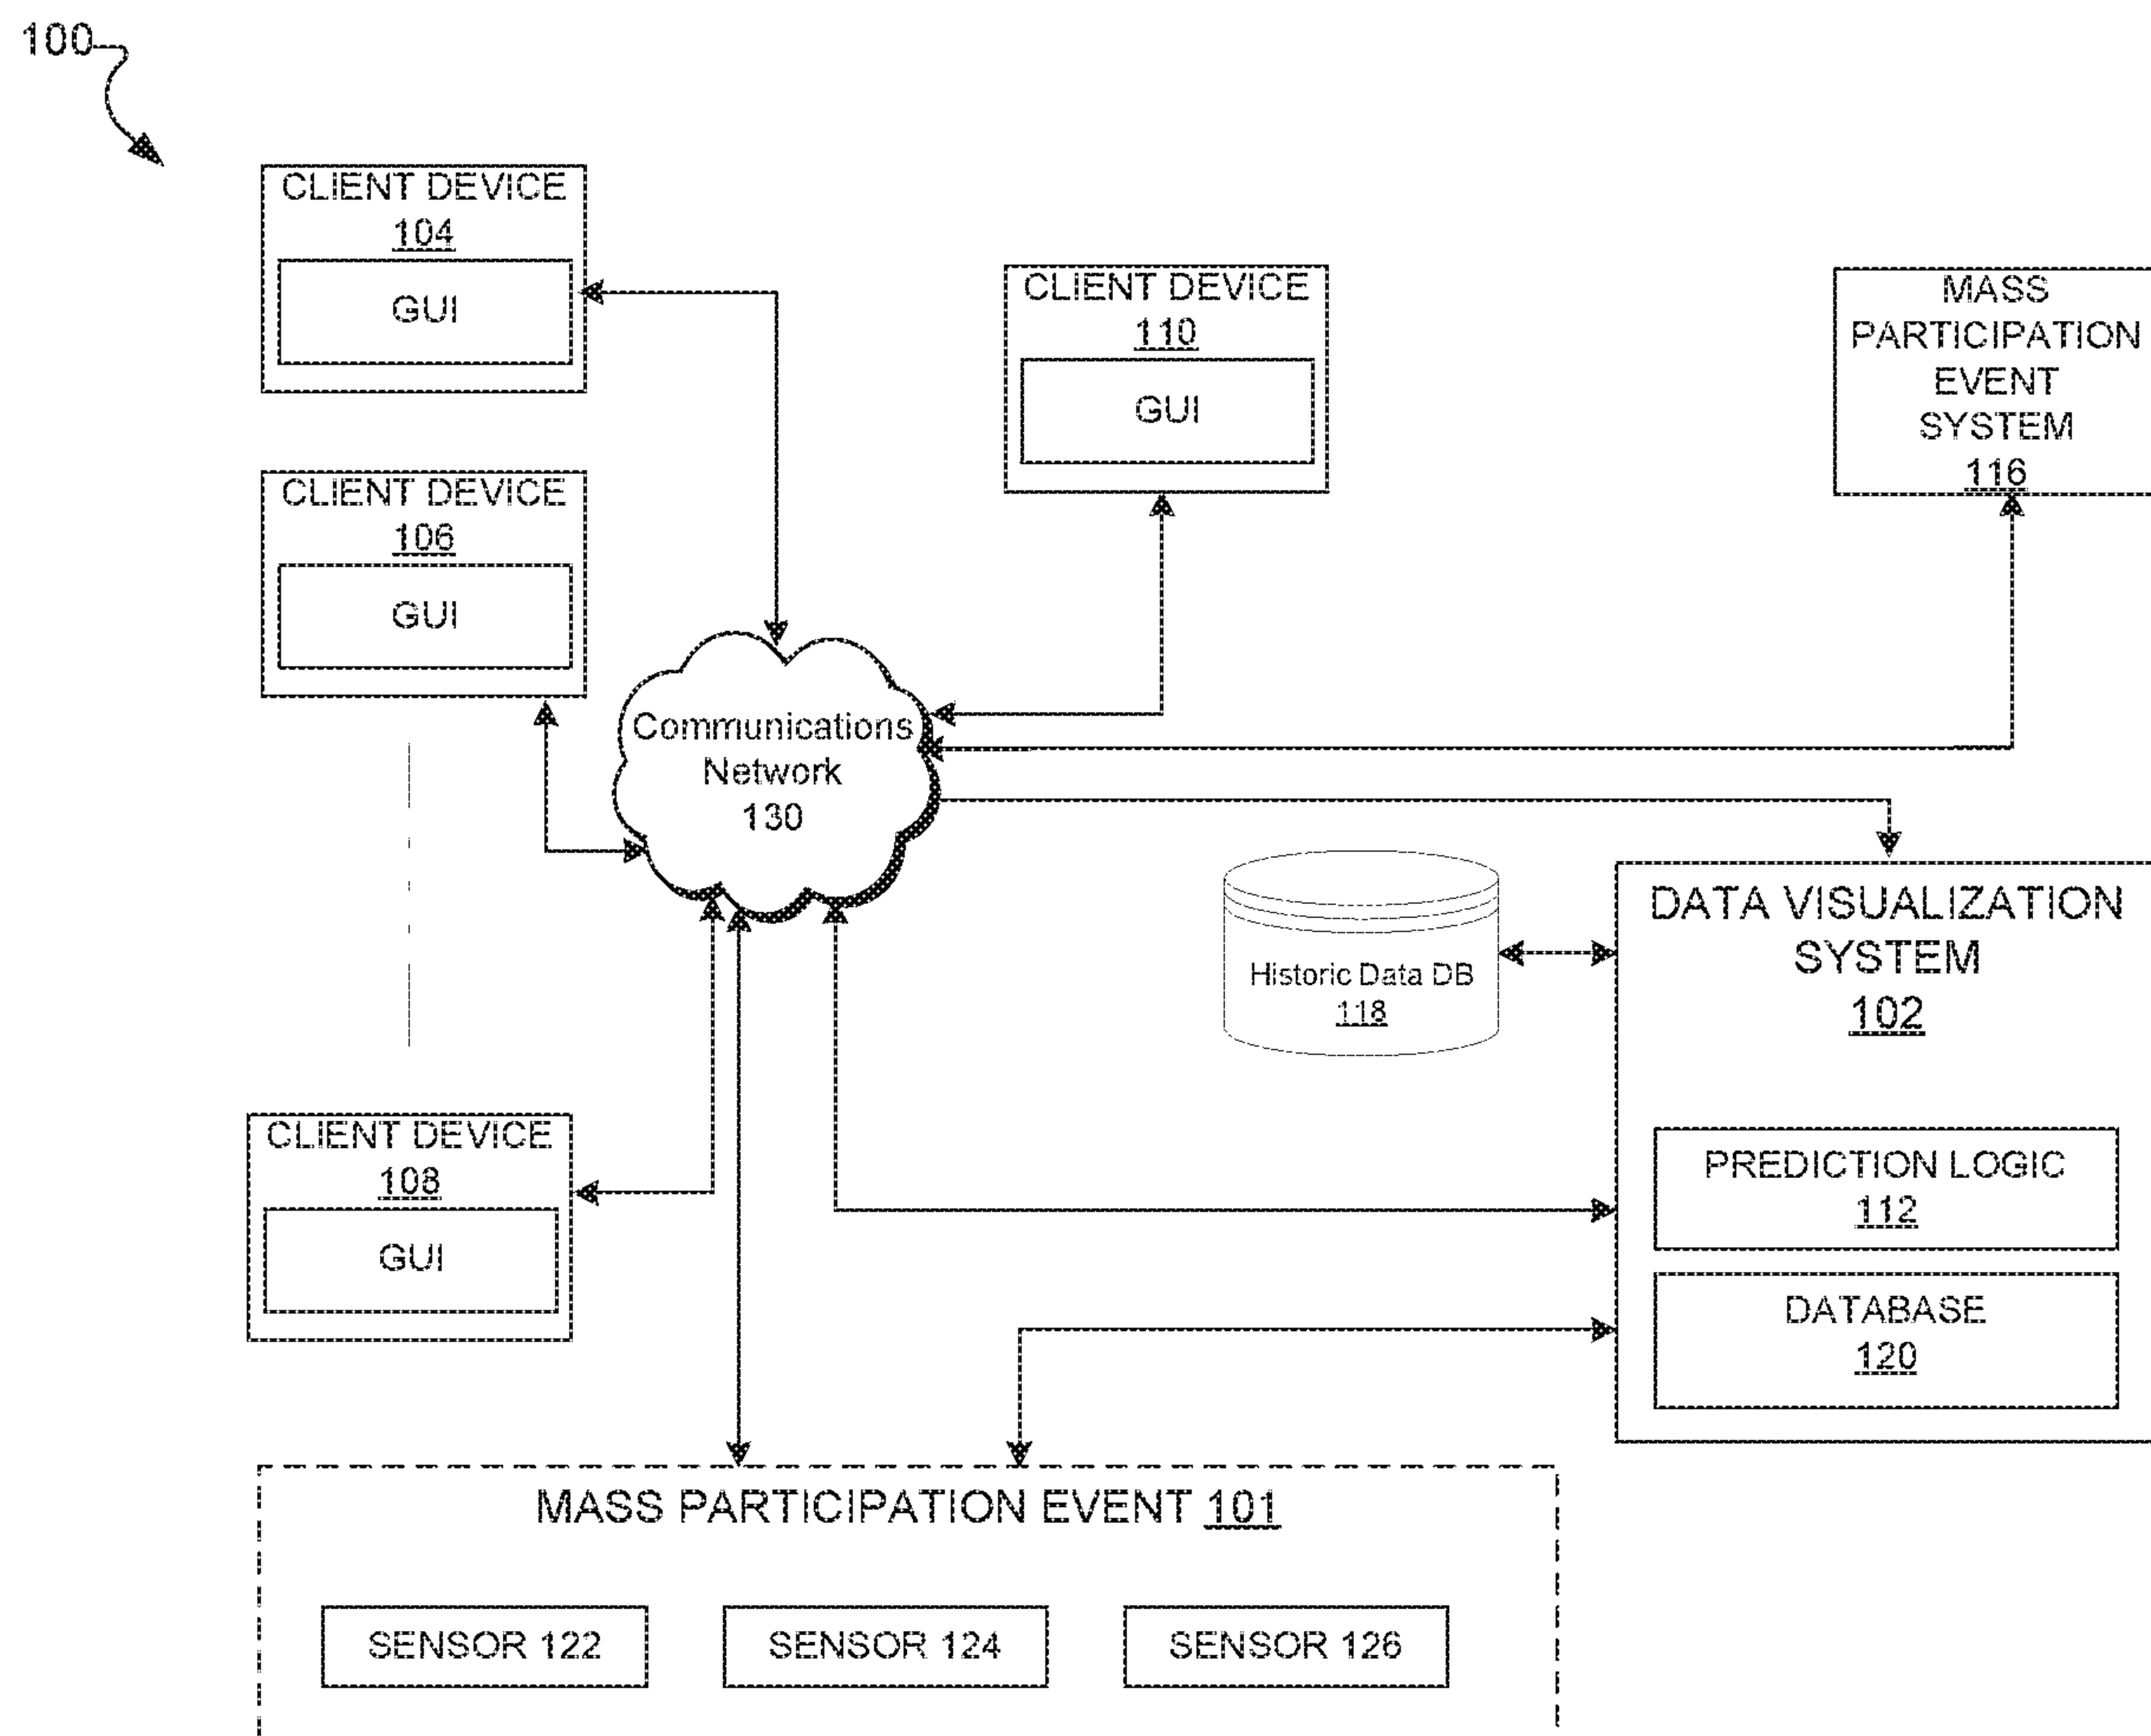 100
CLIENT DEVICE
104
GUI
CLIENT DEVICE
110
GUI
MASS
PARTICIPATION
EVENT
SYSTEM
116
CLIENT DEVICE
106
GUI
Communications
Network
130
Historic Data DB
118
DATA VISUALIZATION
SYSTEM
102
PREDICTION LOGIC
112
DATABASE
120
CLIENT DEVICE
108
GUI
MASS PARTICIPATION EVENT 101
SENSOR 122
SENSOR 124
SENSOR 126